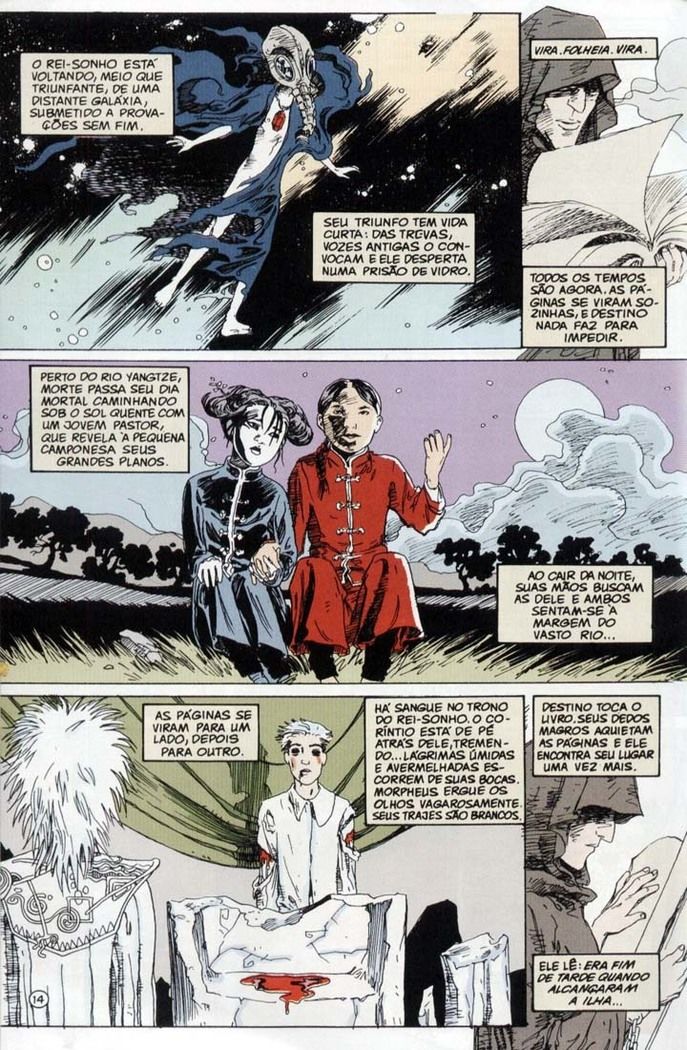 O REI-SONHO ESTÁ
VOLTANDO, MEIO QUE
TRIUNFANTE, DE UMA
DISTANTE GALÁXIA,
SUBMETIDO A PROVA-
ÇÕES SEM FIM.
SEU TRIUNFO TEM VIDA
CURTA: DAS TREVAS,
VOZES ANTIGAS O CON-
VOCAM E ELE DESPERTA
NUMA PRISÃO DE VIDRO.
VIRA. FOLHEIA. VIRA.
TODOS OS TEMPOS
SÃO AGORA. AS PÁ-
GINAS SE VIRAM SO-
ZINHAS, E DESTINO
NADA FAZ PARA
IMPEDIR.
PERTO DO RIO YANGTZE,
MORTE PASSA SEU DIA
MORTAL CAMINHANDO
SOB O SOL QUENTE COM
UM JOVEM PASTOR,
QUE REVELA À PEQUENA
CAMPONESA SEUS
GRANDES PLANOS.
AO CAIR DA NOITE,
SUAS MÃOS BUSCAM
AS DELE E AMBOS
SENTAM-SE À
MARGEM DO
VASTO RIO...
AS PÁGINAS SE
VIRAM PARA UM
LADO, DEPOIS
PARA OUTRO.
HÁ SANGUE NO TRONO
DO REI-SONHO. O CO-
RÍNTIO ESTÁ DE PÉ
ATRÁS DELE, TREMEN-
DO... LÁGRIMAS ÚMIDAS
E AVERMELHADAS ES-
CORREM DE SUAS BOCAS.
MORPHEUS ERGUE OS
OLHOS VAGAROSAMENTE.
SEUS TRAJES SÃO BRANCOS.
DESTINO TOCA O
LIVRO. SEUS DEDOS
MAGROS AQUIETAM
AS PÁGINAS E ELE
ENCONTRA SEU LUGAR
UMA VEZ MAIS.
ELE LÊ: ERA FIM
DE TARDE QUANDO
ALCANÇARAM
A ILHA...
14